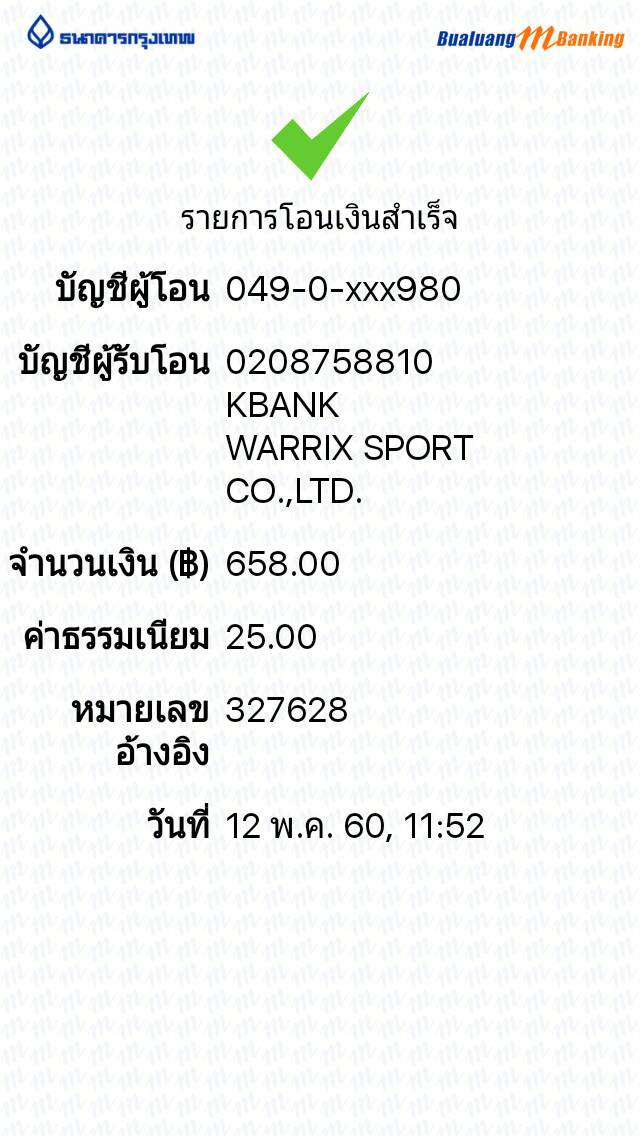 ธนาคารกรุงเทพ
Bualuang mBanking
รายการโอนเงินสำเร็จ
บัญชีผู้โอน 049-0-xxx980
บัญชีผู้รับโอน 0208758810
KBANK
WARRIX SPORT
CO.,LTD.
จำนวนเงิน (฿) 658.00
ค่าธรรมเนียม 25.00
หมายเลข 327628
อ้างอิง
วันที่ 12 พ.ค. 60, 11:52